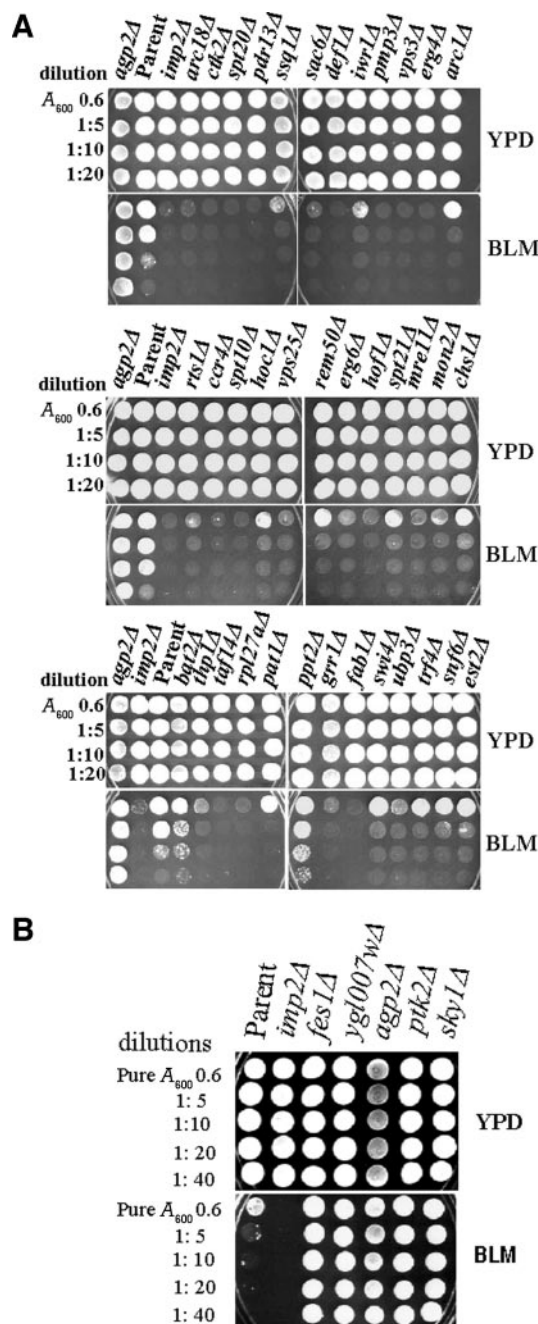 A
dilution agp2Δ Parent imp2Δ arc18Δ ctk2Δ spt20Δ pdr13Δ ssq1Δ sac6Δ def1Δ ivr1Δ pmp3Δ vps3Δ erg4Δ arc1Δ
A600 0.6
1:5
1:10
1:20
YPD
BLM
dilution agp2Δ Parent imp2Δ rts1Δ ccr4Δ spt10Δ hoc1Δ vps25Δ rem50Δ erg6Δ hof1Δ spt21Δ mre11Δ mon2Δ chs1Δ
A600 0.6
1:5
1:10
1:20
YPD
BLM
dilution agp2Δ imp2Δ Parent bqt2Δ thp1Δ taf14Δ rpl27aΔ pat1Δ ppt2Δ grr1Δ fab1Δ swi4Δ ubp3Δ trf4Δ snf6Δ est2Δ
A600 0.6
1:5
1:10
1:20
YPD
BLM
B
Parent imp2Δ fes1Δ ygl007wΔ agp2Δ ptk2Δ sky1Δ
dilutions
Pure A600 0.6
1: 5
1:10
1: 20
1: 40
YPD
Pure A600 0.6
1: 5
1: 10
1: 20
1: 40
BLM